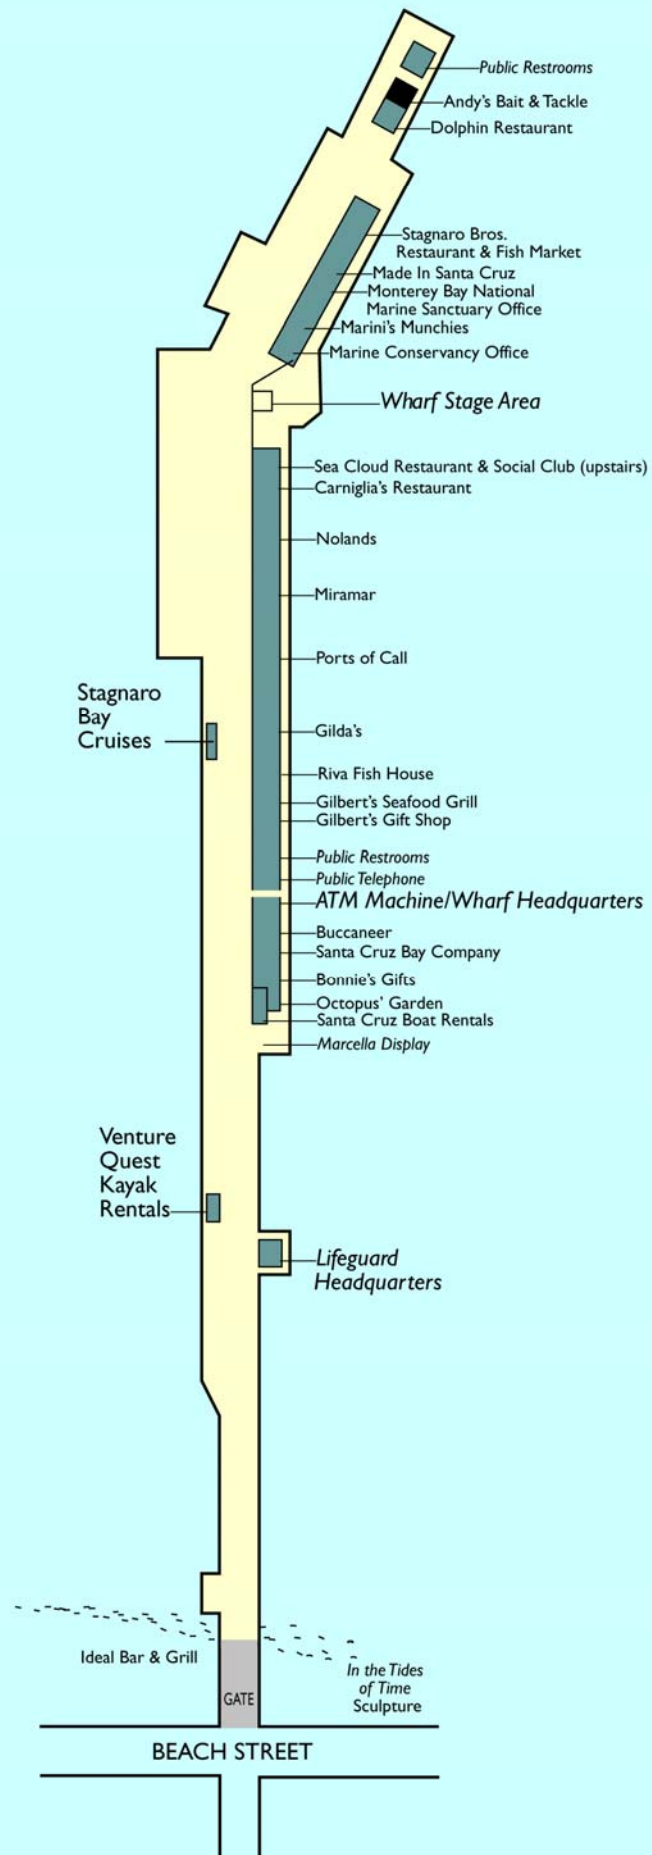 Public Restrooms
Andy's Bait & Tackle
Dolphin Restaurant
Stagnaro Bros.
Restaurant & Fish Market
Made In Santa Cruz
Monterey Bay National
Marine Sanctuary Office
Marini's Munchies
Marine Conservancy Office
Wharf Stage Area
Sea Cloud Restaurant & Social Club (upstairs)
Carniglia's Restaurant
Nolands
Miramar
Ports of Call
Stagnaro
Bay
Cruises
Gilda's
Riva Fish House
Gilbert's Seafood Grill
Gilbert's Gift Shop
Public Restrooms
Public Telephone
ATM Machine/Wharf Headquarters
Buccaneer
Santa Cruz Bay Company
Bonnie's Gifts
Octopus' Garden
Santa Cruz Boat Rentals
Marcella Display
Venture
Quest
Kayak
Rentals
Lifeguard
Headquarters
Ideal Bar & Grill
In the Tides
of Time
Sculpture
GATE
BEACH STREET